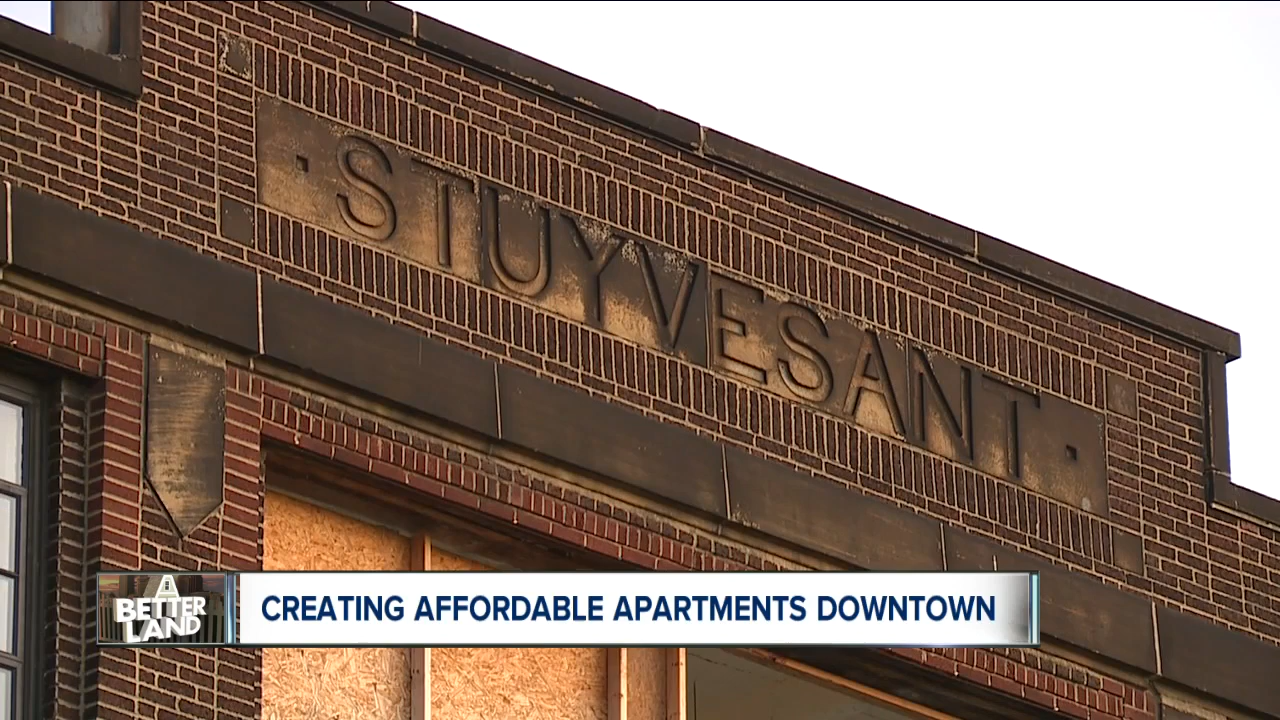 · STUYVESANT ·
A
BETTER
LAND
CREATING AFFORDABLE APARTMENTS DOWNTOWN